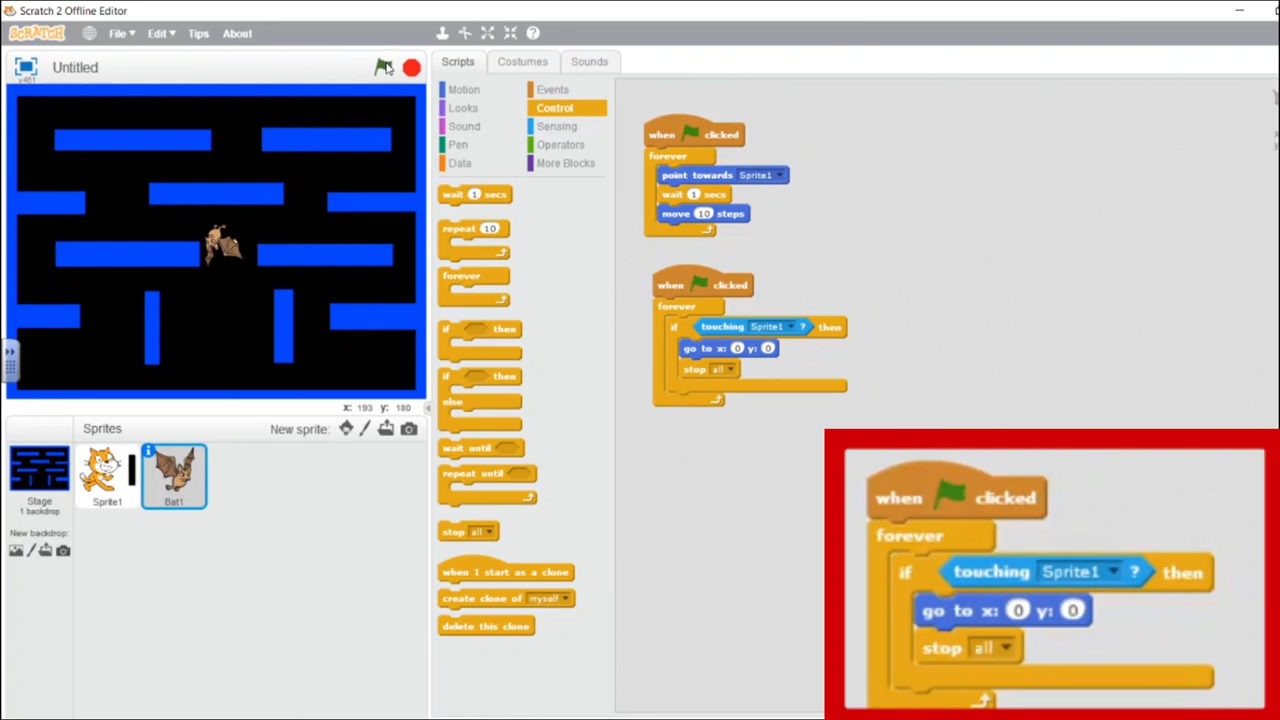 Scratch 2 Offline Editor
SCRATCH File Edit Tips About ?
v461 Untitled
Scripts Costumes Sounds
Motion Events
Looks Control
Sound Sensing
Pen Operators
Data More Blocks
wait 1 secs
repeat 10
forever
if then
if then
else
wait until
repeat until
stop all
when I start as a clone
create clone of myself
delete this clone
when clicked
forever
point towards Sprite1
wait 1 secs
move 10 steps
when clicked
forever
if touching Sprite1 ? then
go to x: 0 y: 0
stop all
x: 193 y: 180
Sprites New sprite:
Stage
1 backdrop
New backdrop:
Sprite1
i
Bat1
when clicked
forever
if touching Sprite1 ? then
go to x: 0 y: 0
stop all